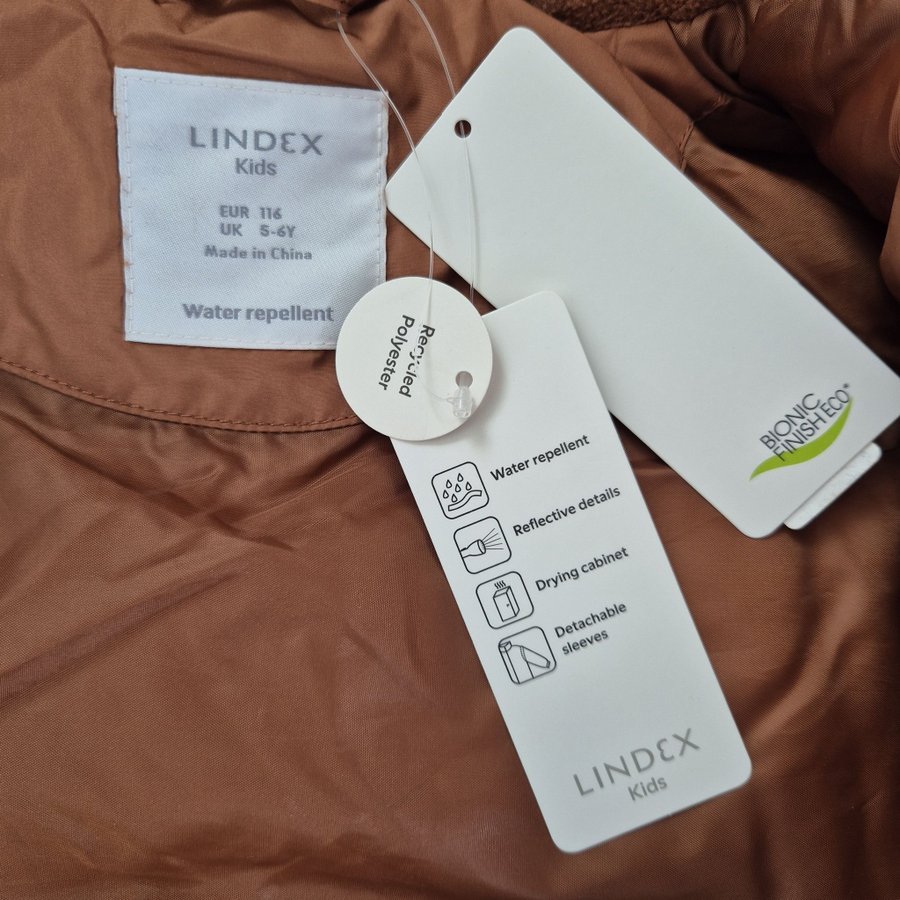 LINDEX
Kids
EUR 116
UK 5-6Y
Made in China
Water repellent
Recycled
Polyester
BIONIC
FINISH ECO®
Water repellent
Reflective details
Drying cabinet
Detachable
sleeves
LINDEX
Kids